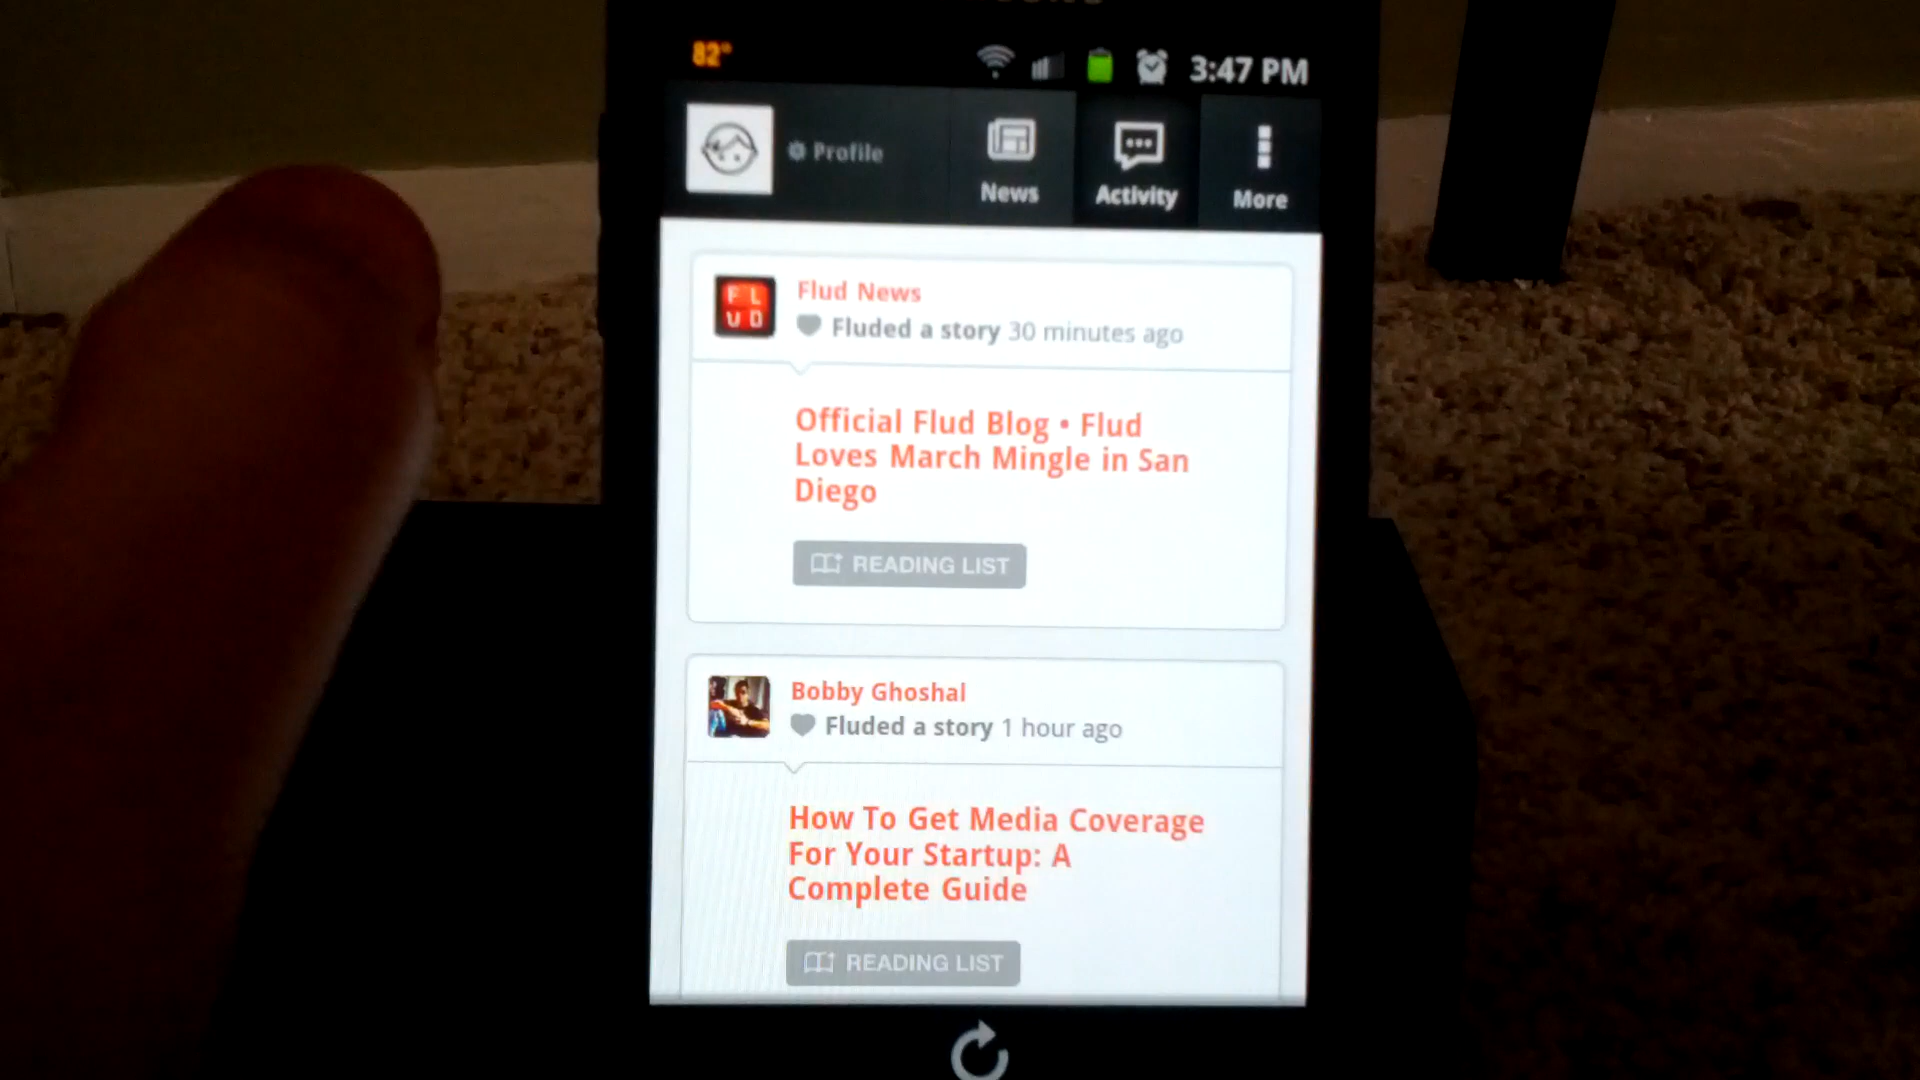 82°
3:47 PM
Profile
News
Activity
More
FL
UD
Flud News
Fluded a story 30 minutes ago
Official Flud Blog • Flud
Loves March Mingle in San
Diego
READING LIST
Bobby Ghoshal
Fluded a story 1 hour ago
How To Get Media Coverage
For Your Startup: A
Complete Guide
READING LIST